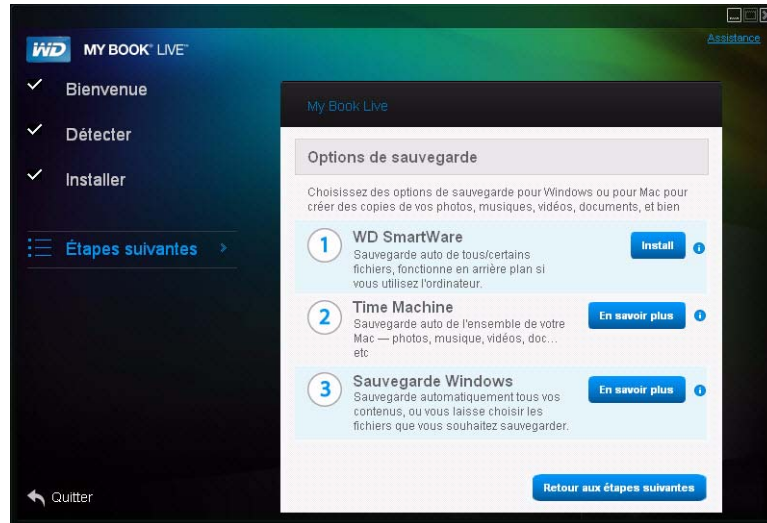 Assistance
WD MY BOOK® LIVE™
Bienvenue
Détecter
Installer
Étapes suivantes
Quitter
My Book Live
Options de sauvegarde
Choisissez des options de sauvegarde pour Windows ou pour Mac pour
créer des copies de vos photos, musiques, vidéos, documents, et bien
1
WD SmartWare
Sauvegarde auto de tous/certains
fichiers, fonctionne en arrière plan si
vous utilisez l'ordinateur.
Install
2
Time Machine
Sauvegarde auto de l'ensemble de votre
Mac — photos, musique, vidéos, doc...
etc
En savoir plus
3
Sauvegarde Windows
Sauvegarde automatiquement tous vos
contenus, ou vous laisse choisir les
fichiers que vous souhaitez sauvegarder.
En savoir plus
Retour aux étapes suivantes